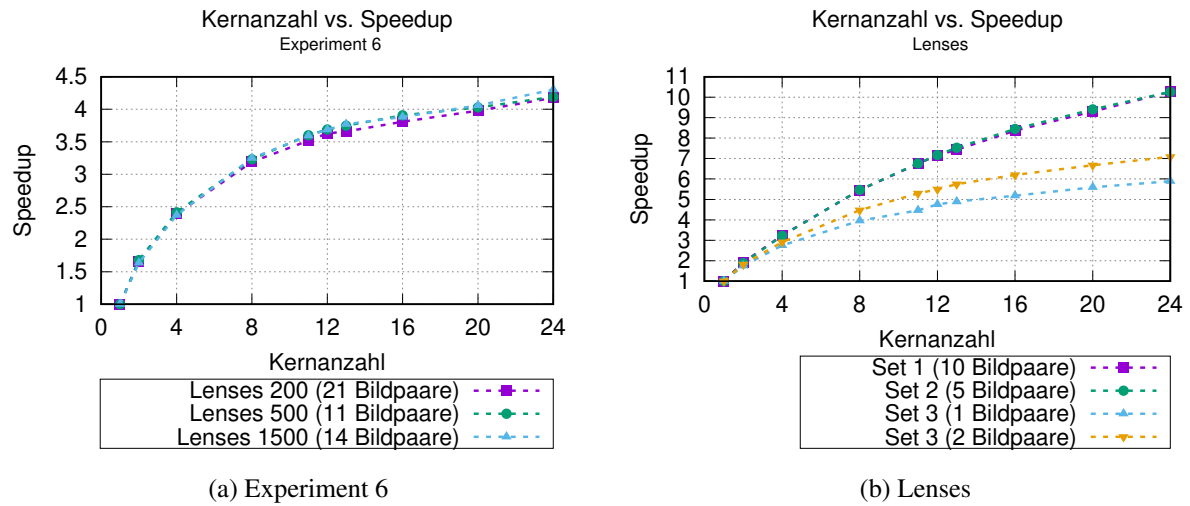 Kernanzahl vs. Speedup
Experiment 6
4.5
4
3.5
3
2.5
2
1.5
1
Speedup
0 4 8 12 16 20 24
Kernanzahl
Lenses 200 (21 Bildpaare)
Lenses 500 (11 Bildpaare)
Lenses 1500 (14 Bildpaare)
(a) Experiment 6
Kernanzahl vs. Speedup
Lenses
11
10
9
8
7
6
5
4
3
2
1
Speedup
0 4 8 12 16 20 24
Kernanzahl
Set 1 (10 Bildpaare)
Set 2 (5 Bildpaare)
Set 3 (1 Bildpaare)
Set 3 (2 Bildpaare)
(b) Lenses